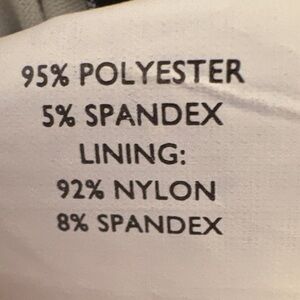 95% POLYESTER
5% SPANDEX
LINING:
92% NYLON
8% SPANDEX